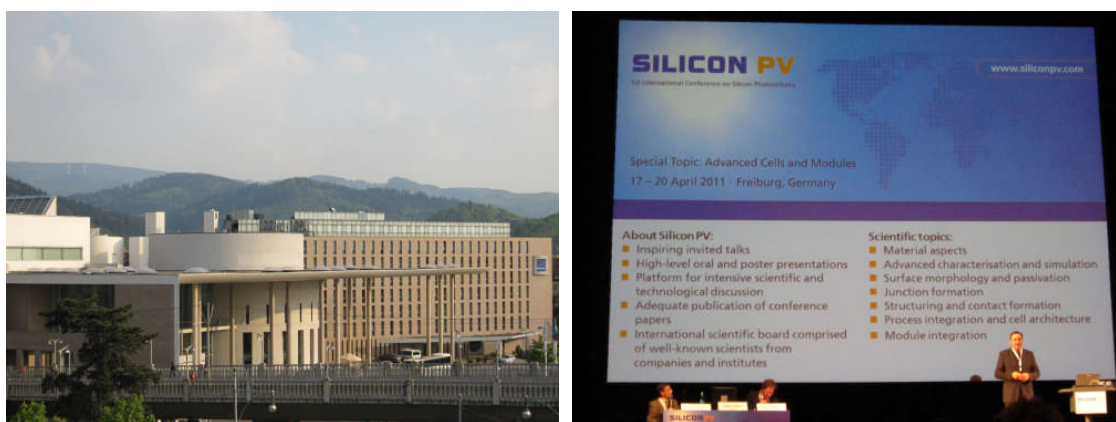 SILICON PV
1st International Conference on Silicon Photovoltaics
www.siliconpv.com
Special Topic: Advanced Cells and Modules
17 – 20 April 2011 · Freiburg, Germany
About Silicon PV:
Inspiring invited talks
High-level oral and poster presentations
Platform for intensive scientific and
technological discussion
Adequate publication of conference
papers
International scientific board comprised
of well-known scientists from
companies and institutes
Scientific topics:
Material aspects
Advanced characterisation and simulation
Surface morphology and passivation
Junction formation
Structuring and contact formation
Process integration and cell architecture
Module integration
SILICON PV